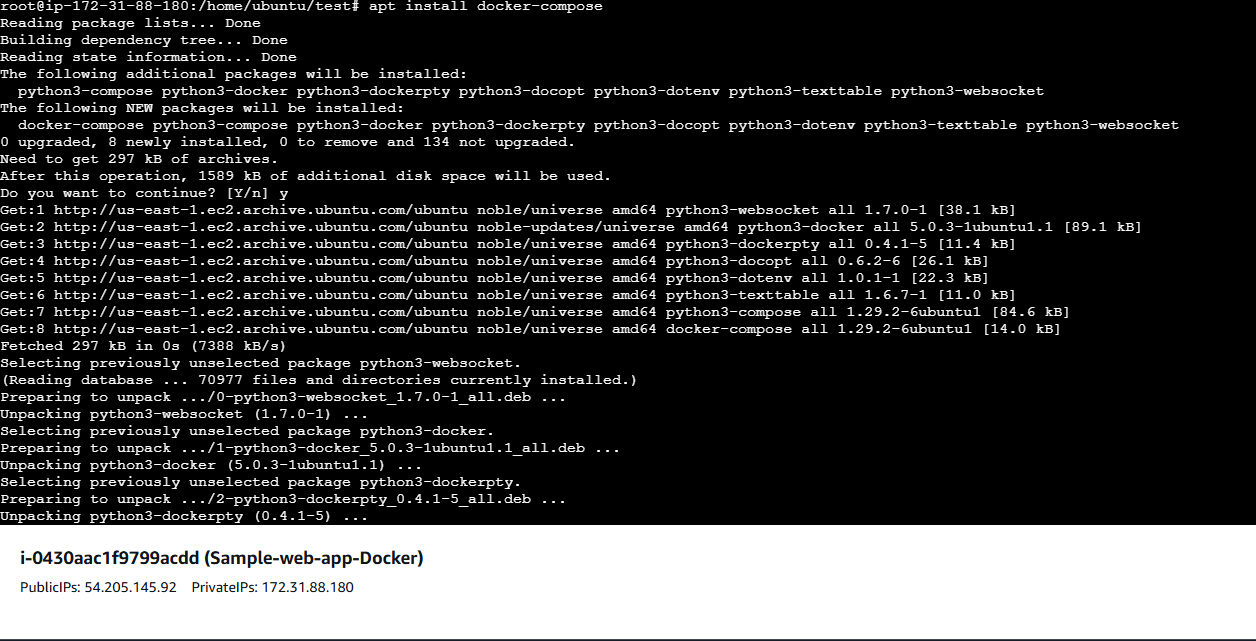 root@ip-172-31-88-180:/home/ubuntu/test# apt install docker-compose
Reading package lists... Done
Building dependency tree... Done
Reading state information... Done
The following additional packages will be installed:
  python3-compose python3-docker python3-dockerpty python3-docopt python3-dotenv python3-texttable python3-websocket
The following NEW packages will be installed:
  docker-compose python3-compose python3-docker python3-dockerpty python3-docopt python3-dotenv python3-texttable python3-websocket
0 upgraded, 8 newly installed, 0 to remove and 134 not upgraded.
Need to get 297 kB of archives.
After this operation, 1589 kB of additional disk space will be used.
Do you want to continue? [Y/n] y
Get:1 http://us-east-1.ec2.archive.ubuntu.com/ubuntu noble/universe amd64 python3-websocket all 1.7.0-1 [38.1 kB]
Get:2 http://us-east-1.ec2.archive.ubuntu.com/ubuntu noble-updates/universe amd64 python3-docker all 5.0.3-1ubuntu1.1 [89.1 kB]
Get:3 http://us-east-1.ec2.archive.ubuntu.com/ubuntu noble/universe amd64 python3-dockerpty all 0.4.1-5 [11.4 kB]
Get:4 http://us-east-1.ec2.archive.ubuntu.com/ubuntu noble/universe amd64 python3-docopt all 0.6.2-6 [26.1 kB]
Get:5 http://us-east-1.ec2.archive.ubuntu.com/ubuntu noble/universe amd64 python3-dotenv all 1.0.1-1 [22.3 kB]
Get:6 http://us-east-1.ec2.archive.ubuntu.com/ubuntu noble/universe amd64 python3-texttable all 1.6.7-1 [11.0 kB]
Get:7 http://us-east-1.ec2.archive.ubuntu.com/ubuntu noble/universe amd64 python3-compose all 1.29.2-6ubuntu1 [84.6 kB]
Get:8 http://us-east-1.ec2.archive.ubuntu.com/ubuntu noble/universe amd64 docker-compose all 1.29.2-6ubuntu1 [14.0 kB]
Fetched 297 kB in 0s (7388 kB/s)
Selecting previously unselected package python3-websocket.
(Reading database ... 70977 files and directories currently installed.)
Preparing to unpack .../0-python3-websocket_1.7.0-1_all.deb ...
Unpacking python3-websocket (1.7.0-1) ...
Selecting previously unselected package python3-docker.
Preparing to unpack .../1-python3-docker_5.0.3-1ubuntu1.1_all.deb ...
Unpacking python3-docker (5.0.3-1ubuntu1.1) ...
Selecting previously unselected package python3-dockerpty.
Preparing to unpack .../2-python3-dockerpty_0.4.1-5_all.deb ...
Unpacking python3-dockerpty (0.4.1-5) ...
i-0430aac1f9799acdd (Sample-web-app-Docker)
PublicIPs: 54.205.145.92 PrivateIPs: 172.31.88.180